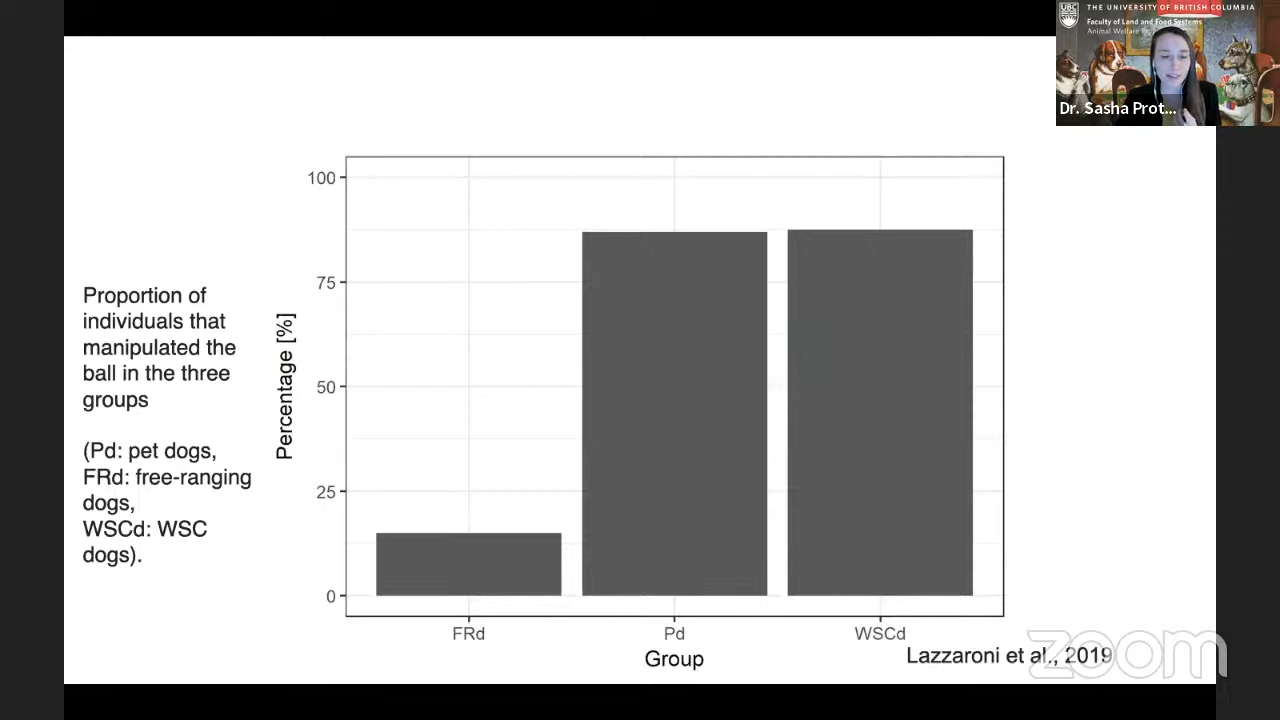 THE UNIVERSITY OF BRITISH COLUMBIA
UBC
Faculty of Land and Food Systems
Animal Welfare
Dr. Sasha Prot...
Proportion of
individuals that
manipulated the
ball in the three
groups
(Pd: pet dogs,
FRd: free-ranging
dogs,
WSCd: WSC
dogs).
Percentage [%]
100
75
50
25
0
FRd
Pd
WSCd
Group
Lazzaroni et al., 2019
zoom